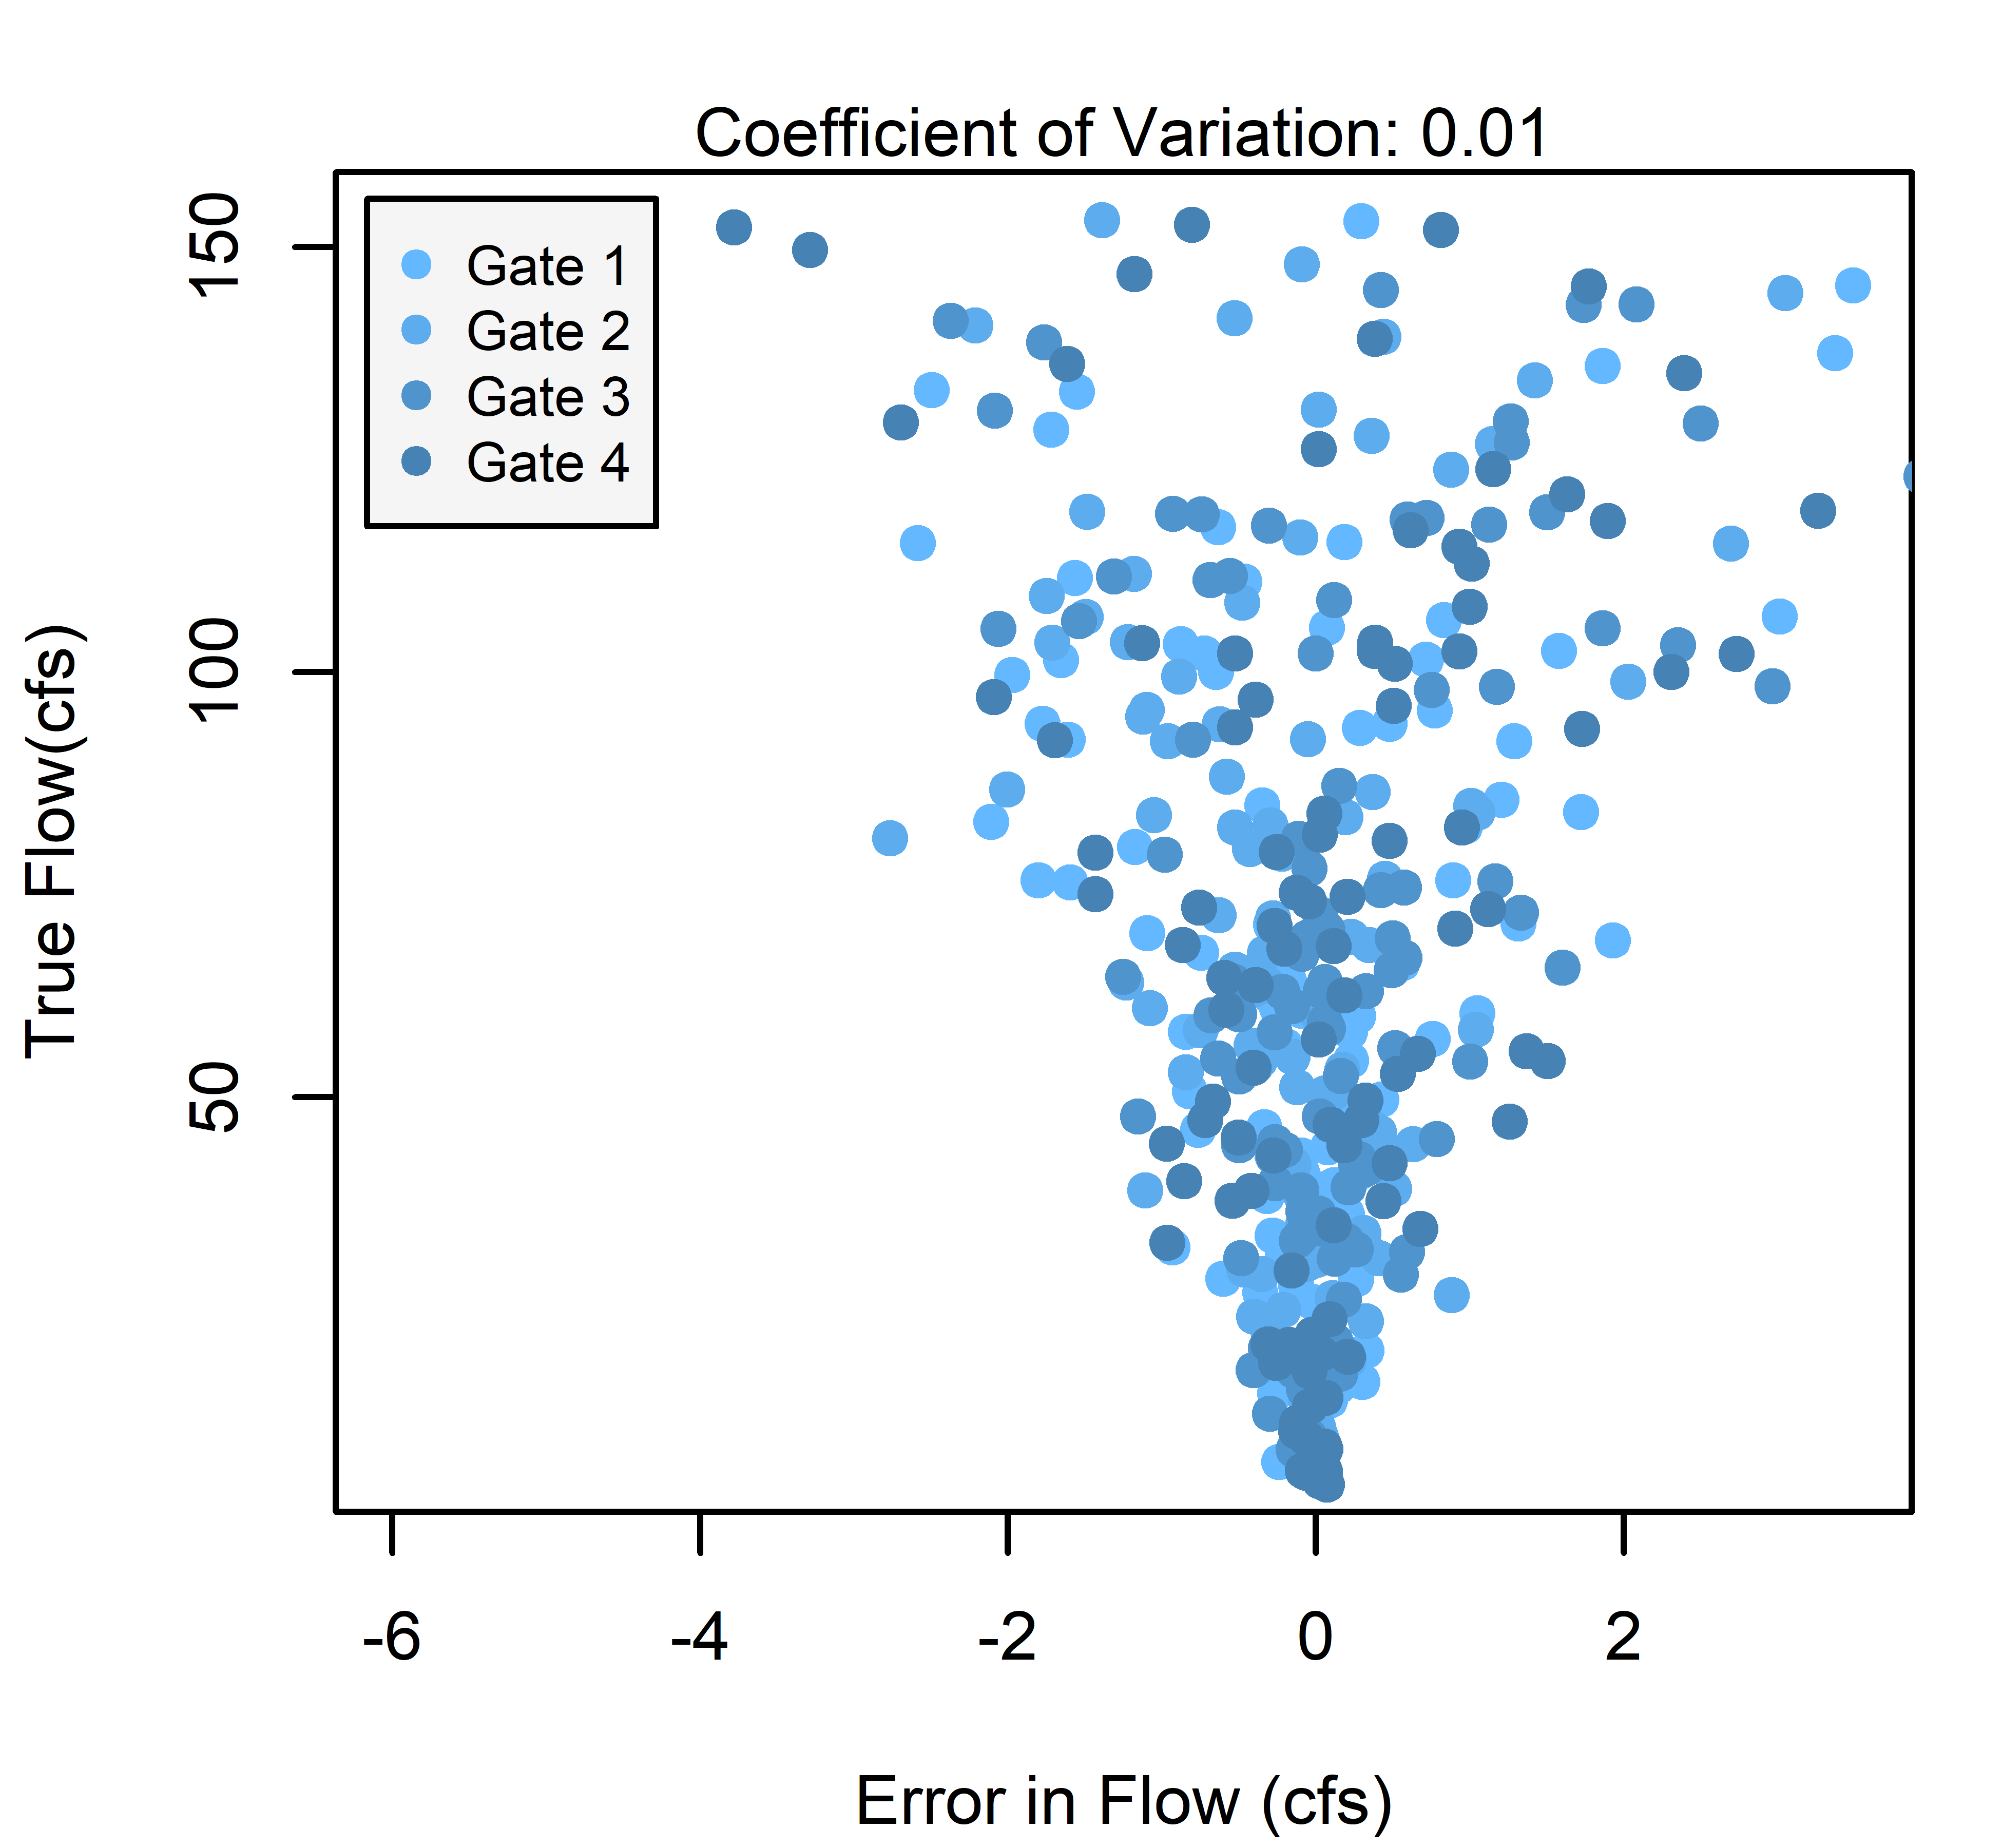 Coefficient of Variation: 0.01
Gate 1
Gate 2
Gate 3
Gate 4
True Flow(cfs)
150
100
50
-6 -4 -2 0 2
Error in Flow (cfs)